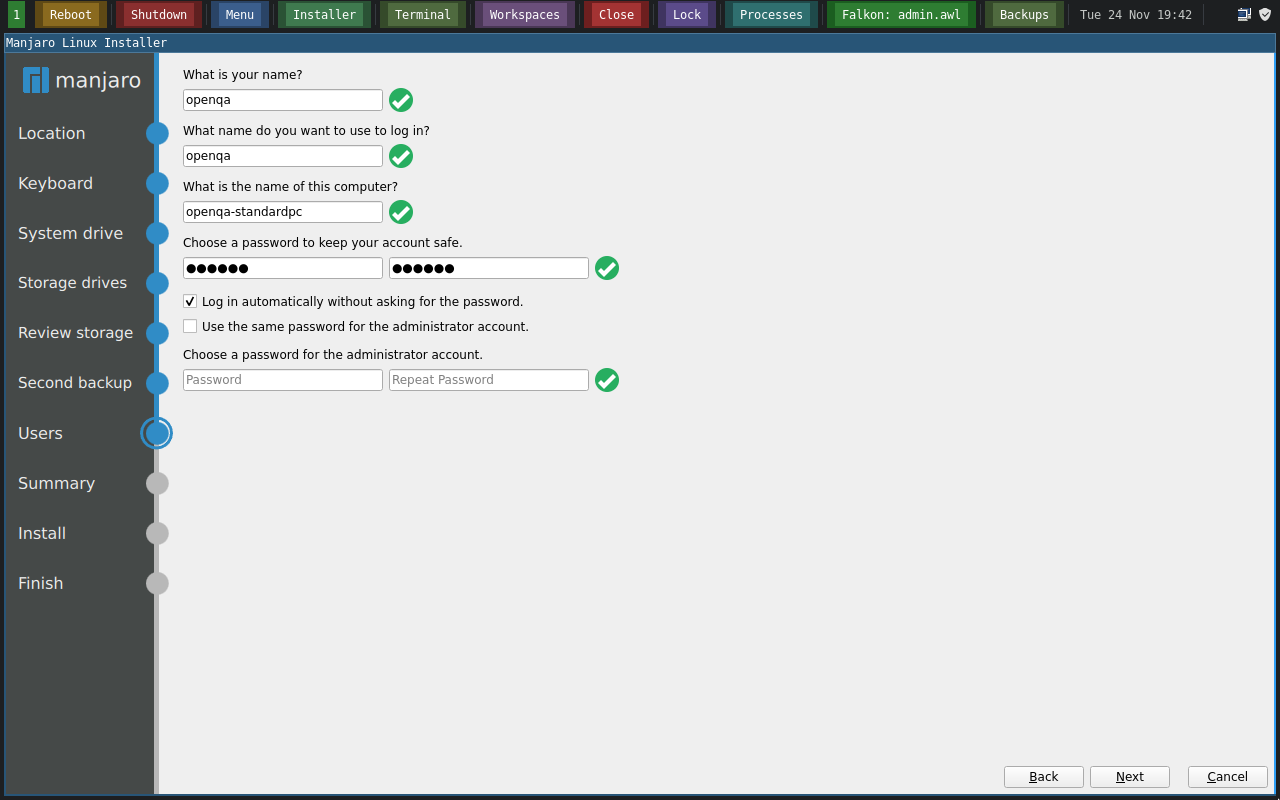 1 Reboot Shutdown Menu Installer Terminal Workspaces Close Lock Processes Falkon: admin.awl Backups Tue 24 Nov 19:42
Manjaro Linux Installer
manjaro
Location
Keyboard
System drive
Storage drives
Review storage
Second backup
Users
Summary
Install
Finish
What is your name?
openqa
What name do you want to use to log in?
openqa
What is the name of this computer?
openqa-standardpc
Choose a password to keep your account safe.
●●●●●● ●●●●●●
Log in automatically without asking for the password.
Use the same password for the administrator account.
Choose a password for the administrator account.
Password Repeat Password
Back Next Cancel